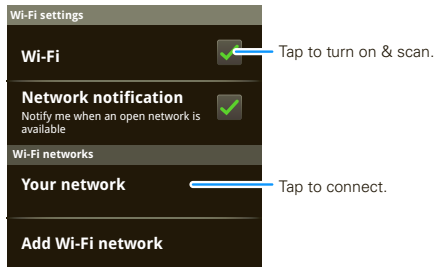 Wi-Fi settings
Wi-Fi
Tap to turn on & scan.
Network notification
Notify me when an open network is
available
Wi-Fi networks
Your network
Tap to connect.
Add Wi-Fi network